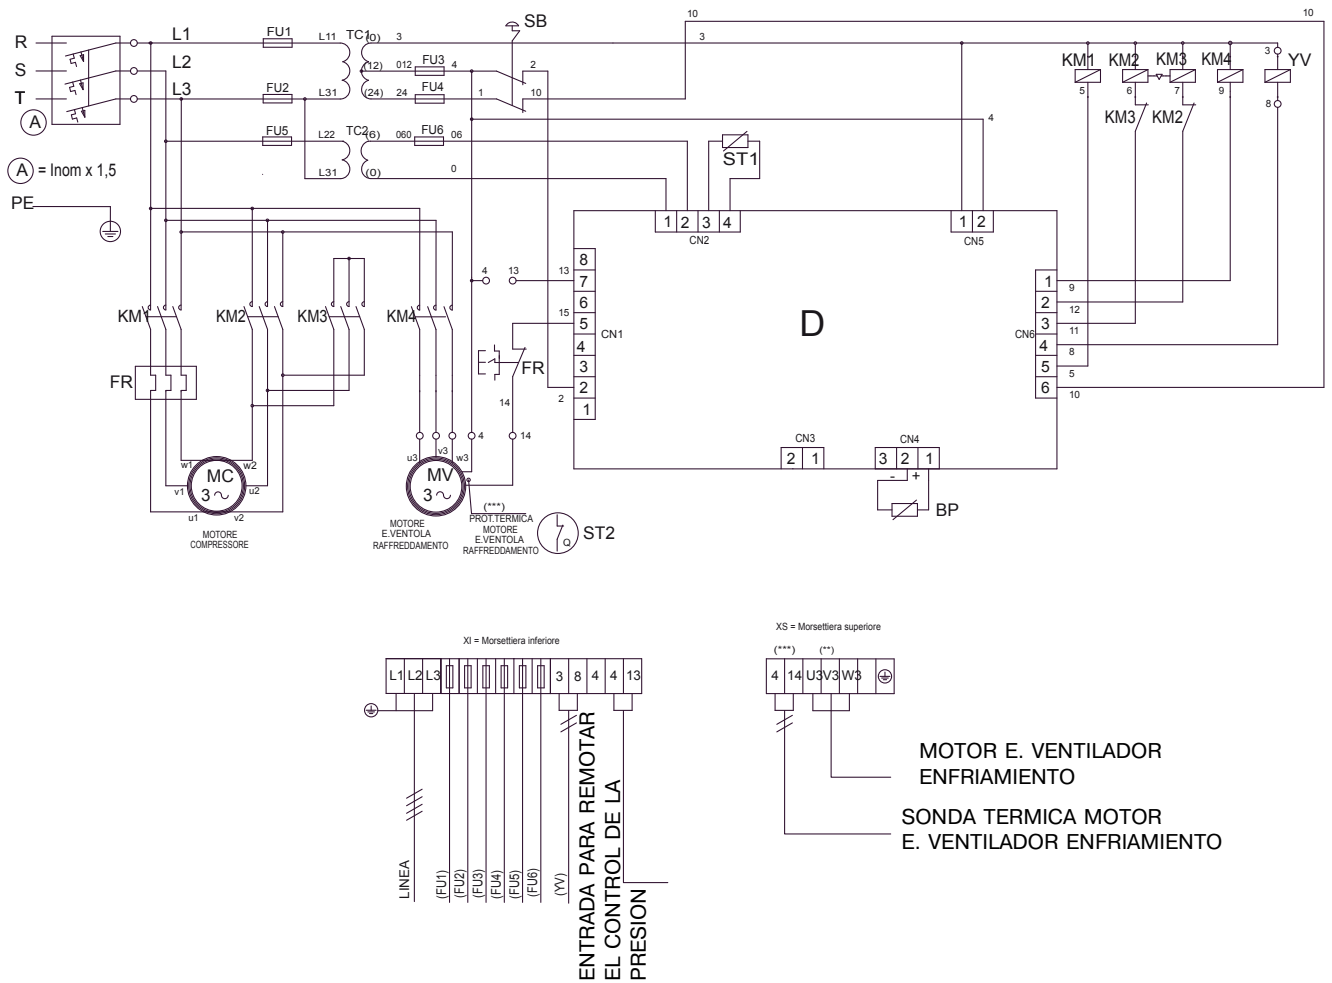 10 10
SB
R L1 FU1 L11 TC1 (0) 3 3
S L2 (12) 012 FU3 4 2
T L3 FU2 L31 (24) 24 FU4 1 10
KM1 KM2 KM3 KM4 3 YV
5 6 7 9 8
A
FU5 L22 TC2 (6) 060 FU6 06 4
KM3 KM2
ST1
A = Inom x 1,5
L31 (0) 0
PE
1 2 3 4
CN2
1 2
CN5
8
4 13 13 7
6
15 5
4
3
2 2
1
CN1
D
CN6
1 9
2 12
3 11
4 8
5 5
6 10
KM1 KM2 KM3 KM4
FR
FR
14
4 14
u3 v3 w3
w1 w2
MC
3
v1 u2
u1 v2
MOTORE
COMPRESSORE
MV
3
MOTORE
E.VENTOLA
RAFFREDDAMENTO
(***)
PROT.TERMICA
MOTORE
E.VENTOLA
RAFFREDDAMENTO
Q
ST2
CN3
2 1
CN4
3 2 1
- +
BP
XI = Morsettiera inferiore
L1 L2 L3 3 8 4 4 13
LINEA
(FU1)
(FU2)
(FU3)
(FU4)
(FU5)
(FU6)
(YV)
ENTRADA PARA REMOTAR
EL CONTROL DE LA
PRESION
XS = Morsettiera superiore
(***) (**)
4 14 U3 V3 W3
MOTOR E. VENTILADOR
ENFRIAMIENTO
SONDA TERMICA MOTOR
E. VENTILADOR ENFRIAMIENTO